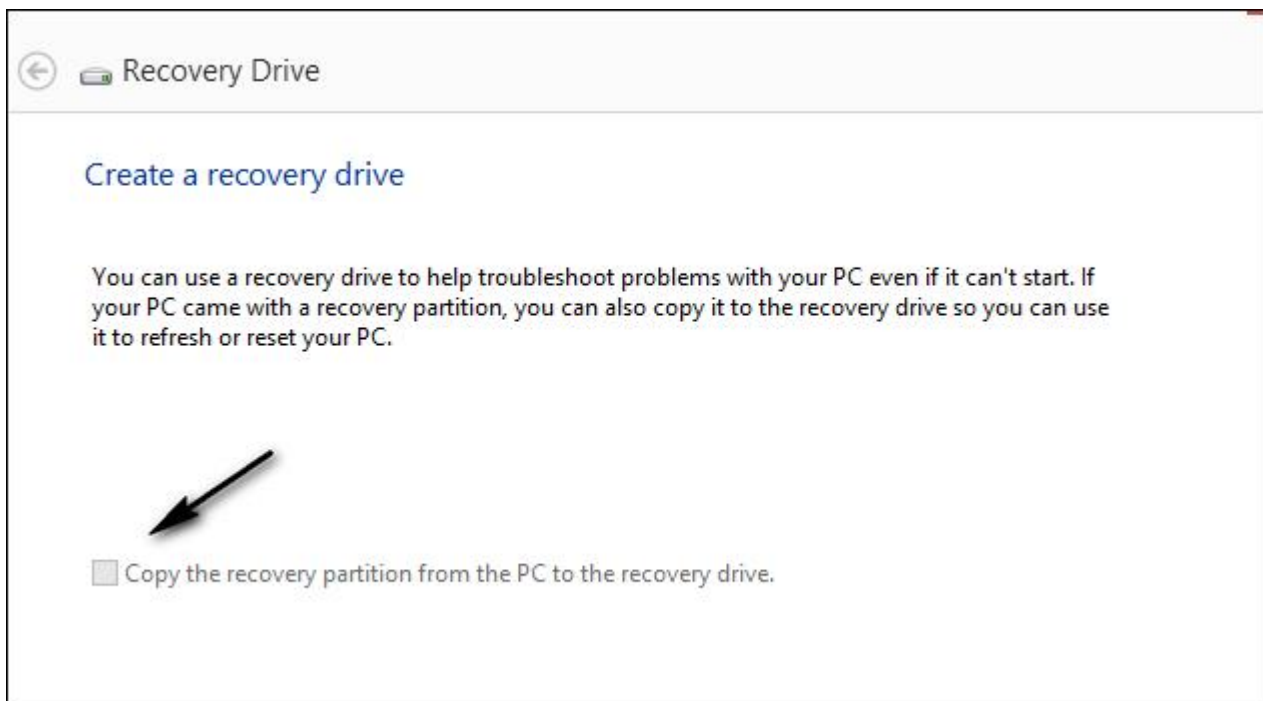 Recovery Drive
Create a recovery drive
You can use a recovery drive to help troubleshoot problems with your PC even if it can't start. If
your PC came with a recovery partition, you can also copy it to the recovery drive so you can use
it to refresh or reset your PC.
Copy the recovery partition from the PC to the recovery drive.